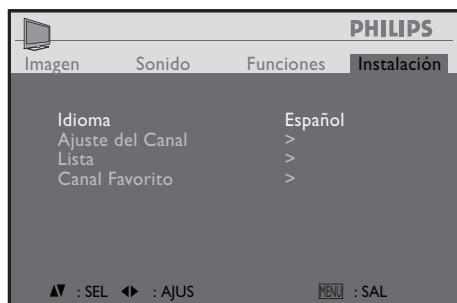 PHILIPS
Imagen Sonido Funciones Instalación
Idioma Español
Ajuste del Canal >
Lista >
Canal Favorito >
▲▼ : SEL ◀▶ : AJUS MENU : SAL